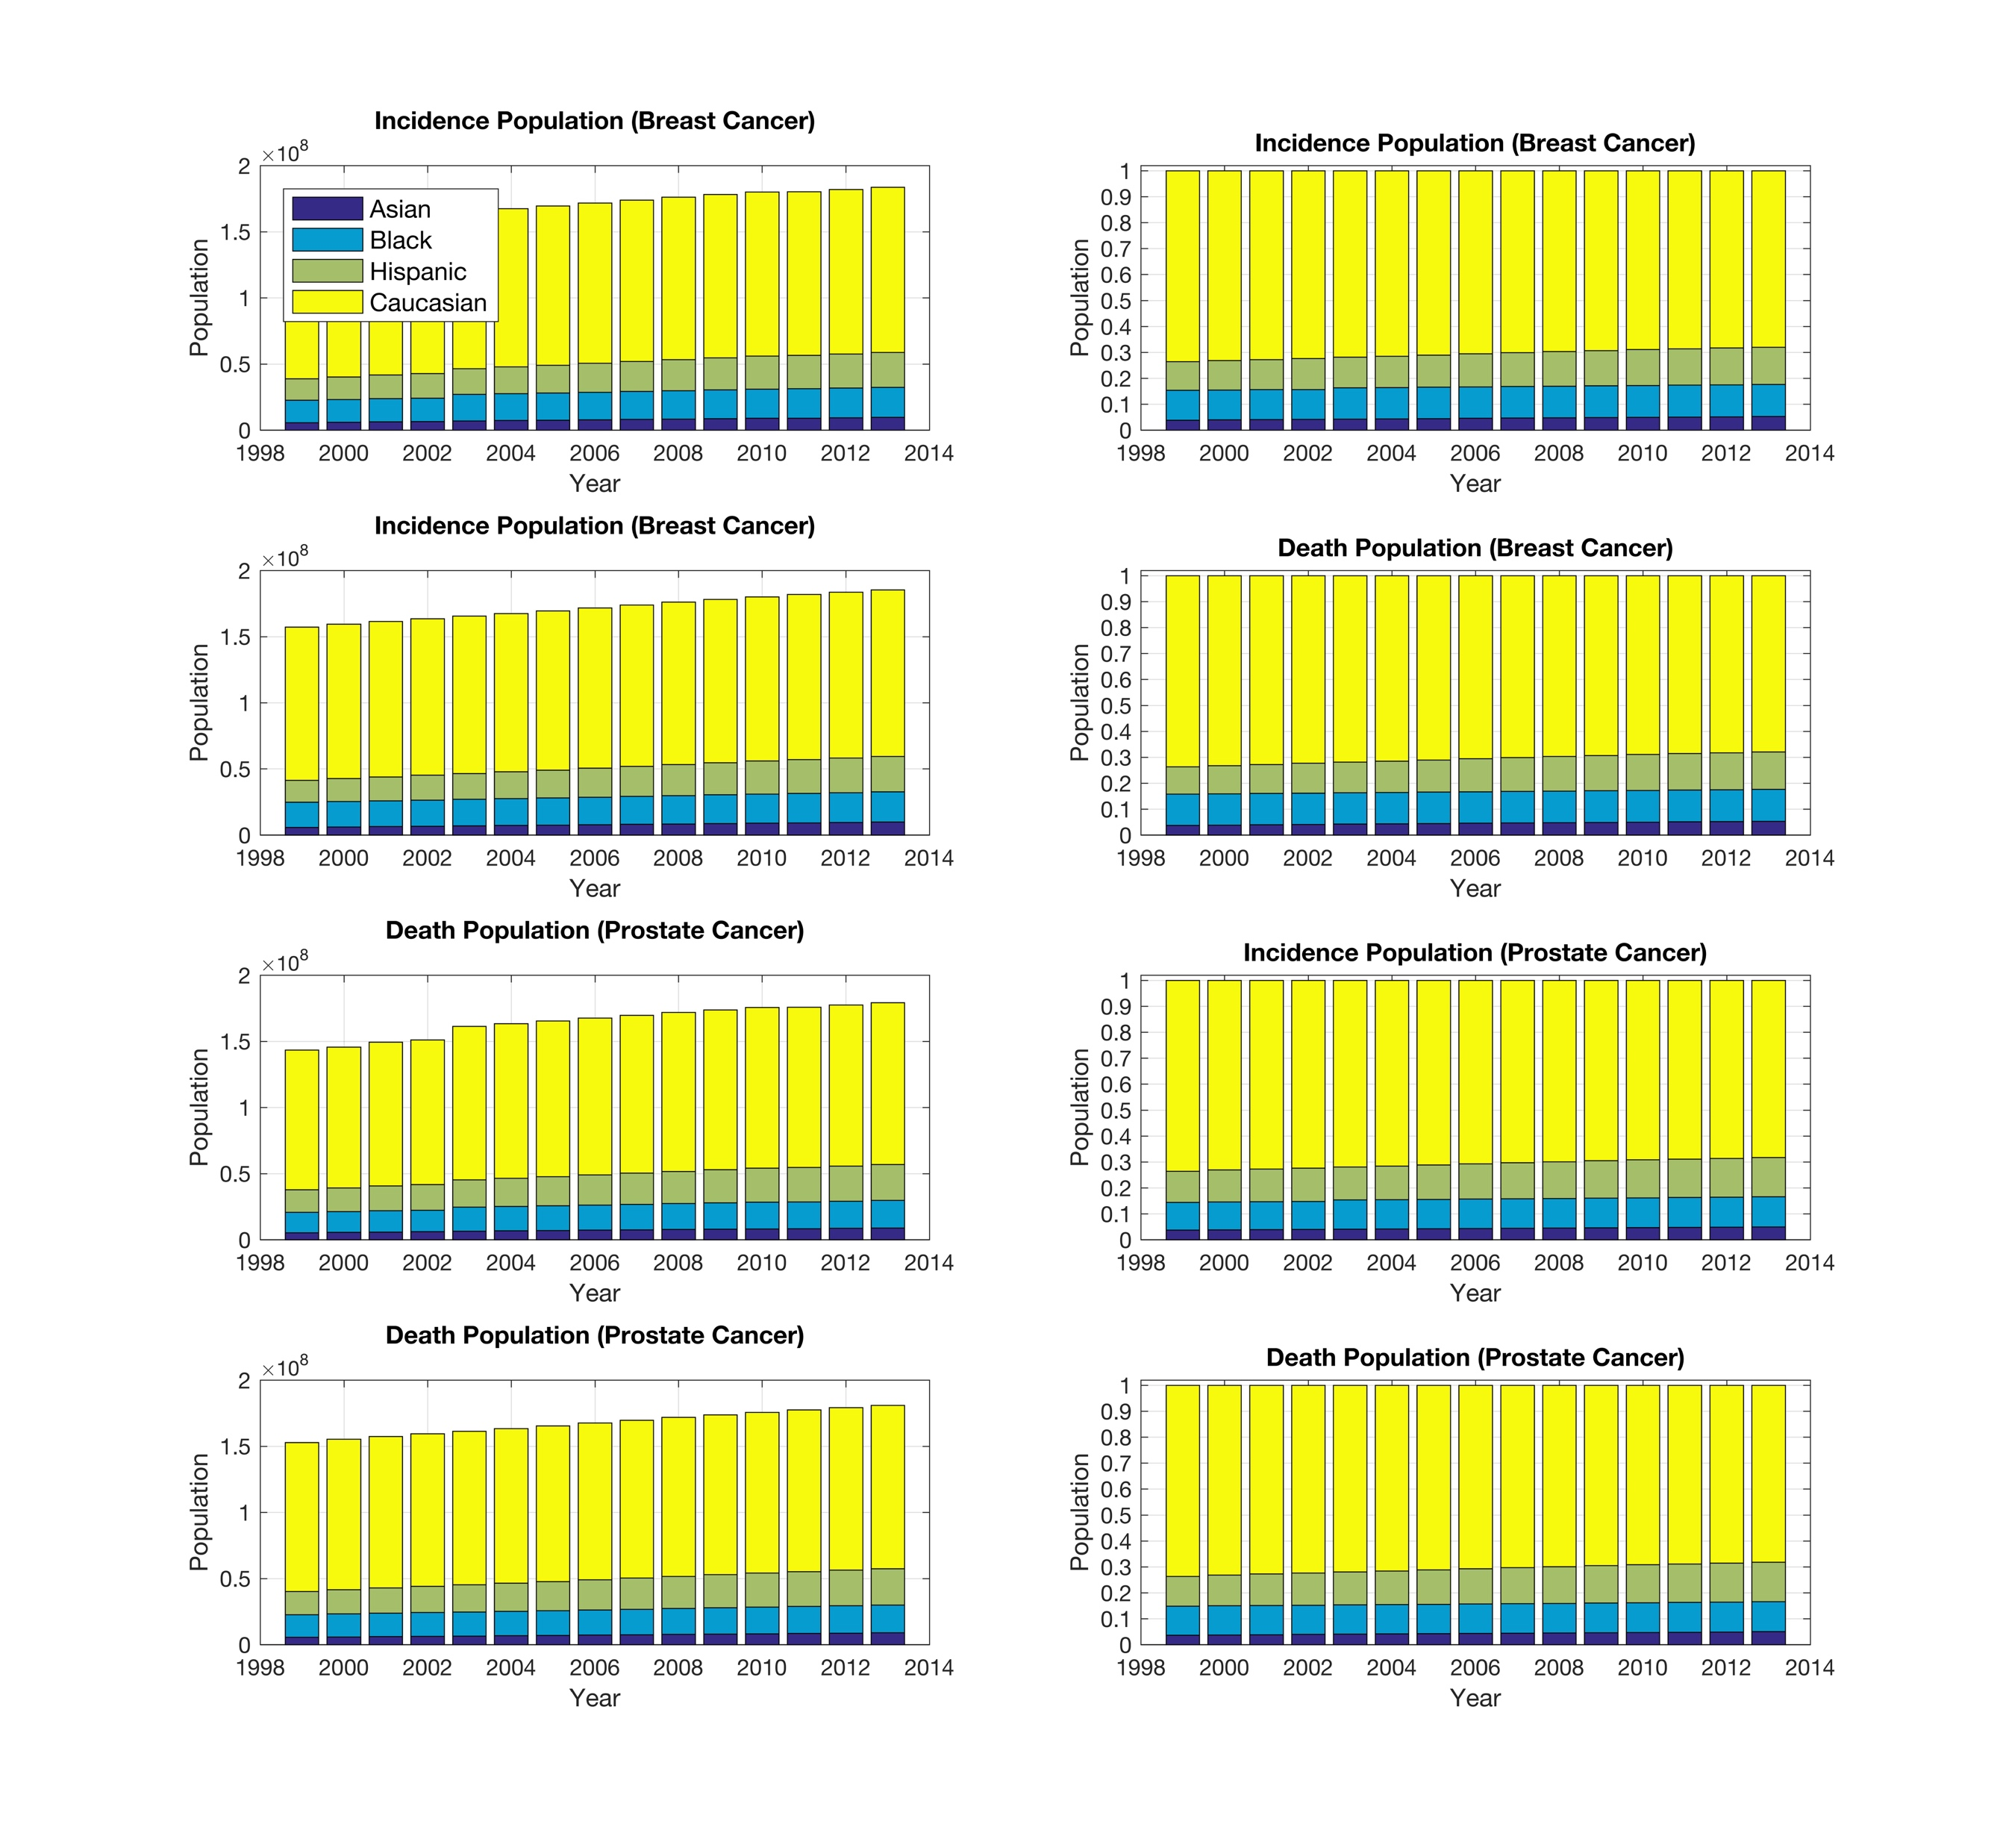 Incidence Population (Breast Cancer)
×10⁸
2
1.5
1
0.5
0
Population
Asian
Black
Hispanic
Caucasian
1998 2000 2002 2004 2006 2008 2010 2012 2014
Year
Incidence Population (Breast Cancer)
1
0.9
0.8
0.7
0.6
0.5
0.4
0.3
0.2
0.1
0
Population
1998 2000 2002 2004 2006 2008 2010 2012 2014
Year
Incidence Population (Breast Cancer)
×10⁸
2
1.5
1
0.5
0
Population
1998 2000 2002 2004 2006 2008 2010 2012 2014
Year
Death Population (Breast Cancer)
1
0.9
0.8
0.7
0.6
0.5
0.4
0.3
0.2
0.1
0
Population
1998 2000 2002 2004 2006 2008 2010 2012 2014
Year
Death Population (Prostate Cancer)
×10⁸
2
1.5
1
0.5
0
Population
1998 2000 2002 2004 2006 2008 2010 2012 2014
Year
Incidence Population (Prostate Cancer)
1
0.9
0.8
0.7
0.6
0.5
0.4
0.3
0.2
0.1
0
Population
1998 2000 2002 2004 2006 2008 2010 2012 2014
Year
Death Population (Prostate Cancer)
×10⁸
2
1.5
1
0.5
0
Population
1998 2000 2002 2004 2006 2008 2010 2012 2014
Year
Death Population (Prostate Cancer)
1
0.9
0.8
0.7
0.6
0.5
0.4
0.3
0.2
0.1
0
Population
1998 2000 2002 2004 2006 2008 2010 2012 2014
Year